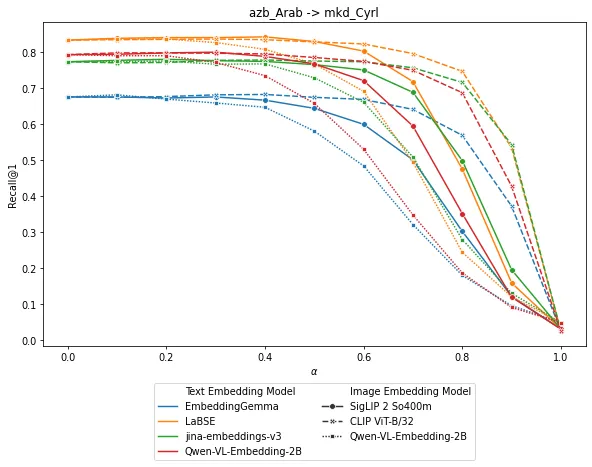 azb_Arab -> mkd_Cyrl
Recall@1
0.8
0.7
0.6
0.5
0.4
0.3
0.2
0.1
0.0
0.0 0.2 0.4 0.6 0.8 1.0
α
Text Embedding Model Image Embedding Model
EmbeddingGemma SigLIP 2 So400m
LaBSE CLIP ViT-B/32
jina-embeddings-v3 Qwen-VL-Embedding-2B
Qwen-VL-Embedding-2B